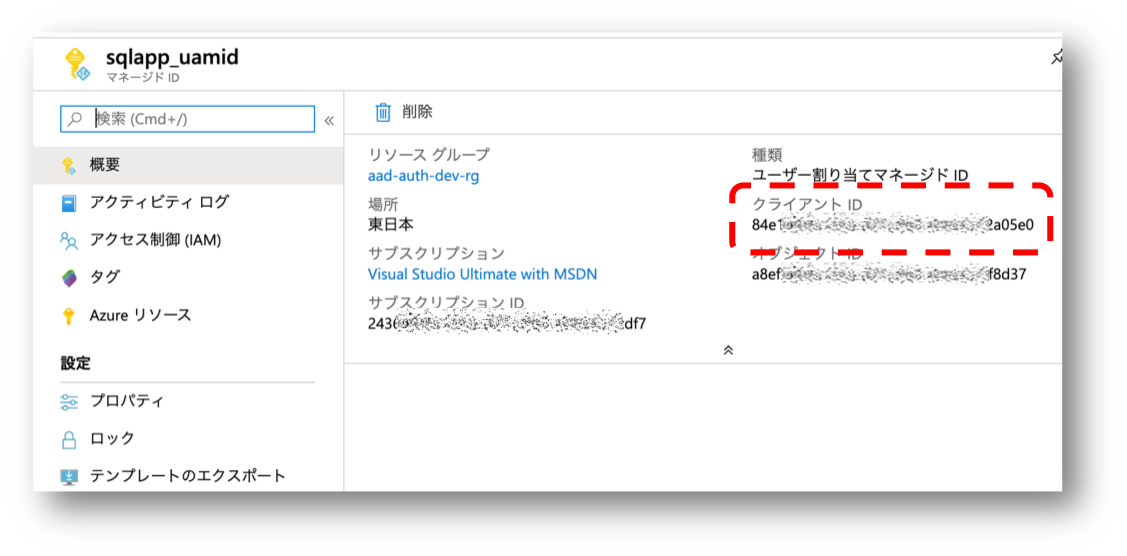 sqlapp_uamid
マネージド ID
検索 (Cmd+/)
概要
アクティビティ ログ
アクセス制御 (IAM)
タグ
Azure リソース
設定
プロパティ
ロック
テンプレートのエクスポート
削除
リソース グループ
aad-auth-dev-rg
場所
東日本
サブスクリプション
Visual Studio Ultimate with MSDN
サブスクリプション ID
243 df7
種類
ユーザー割り当てマネージド ID
クライアント ID
84e1 2a05e0
オブジェクト ID
a8ef f8d37